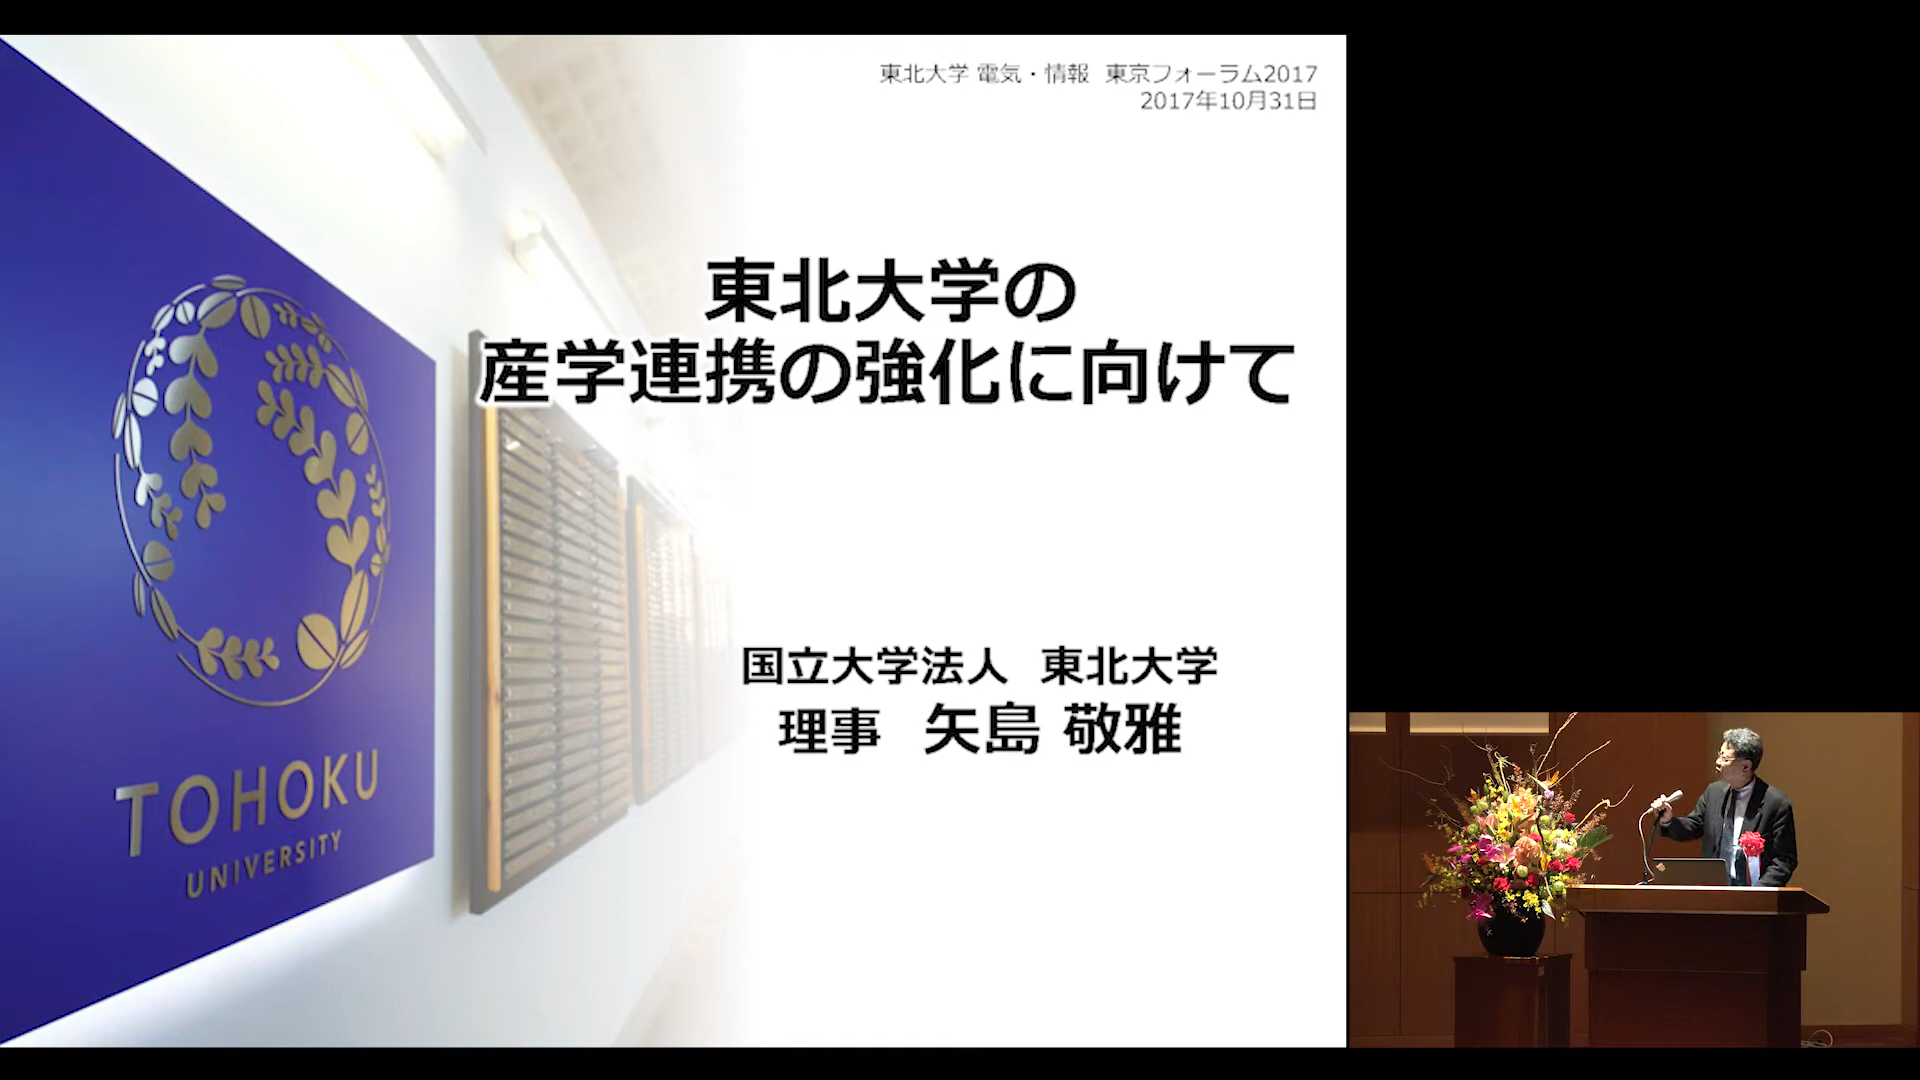 東北大学 電気・情報 東京フォーラム2017
2017年10月31日
東北大学の
産学連携の強化に向けて
国立大学法人 東北大学
理事 矢島 敬雅
TOHOKU
UNIVERSITY